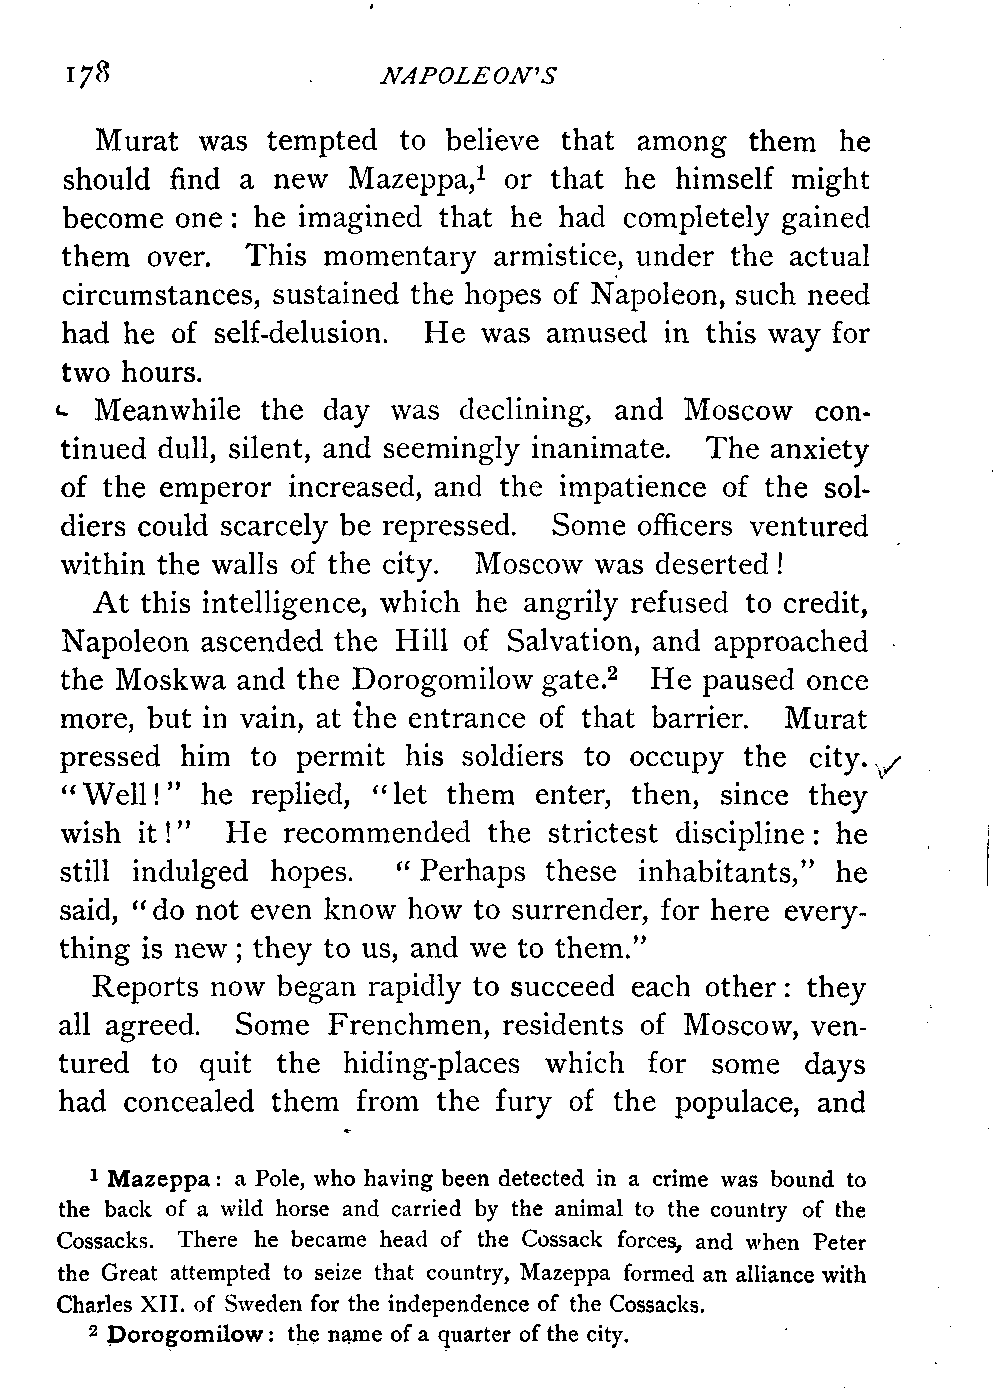 178 NAPOLEON'S
Murat was tempted to believe that among them he
should find a new Mazeppa,¹ or that he himself might
become one : he imagined that he had completely gained
them over. This momentary armistice, under the actual
circumstances, sustained the hopes of Napoleon, such need
had he of self-delusion. He was amused in this way for
two hours.
Meanwhile the day was declining, and Moscow con-
tinued dull, silent, and seemingly inanimate. The anxiety
of the emperor increased, and the impatience of the sol-
diers could scarcely be repressed. Some officers ventured
within the walls of the city. Moscow was deserted !
At this intelligence, which he angrily refused to credit,
Napoleon ascended the Hill of Salvation, and approached
the Moskwa and the Dorogomilow gate.² He paused once
more, but in vain, at the entrance of that barrier. Murat
pressed him to permit his soldiers to occupy the city.
"Well!" he replied, "let them enter, then, since they
wish it!" He recommended the strictest discipline : he
still indulged hopes. "Perhaps these inhabitants," he
said, "do not even know how to surrender, for here every-
thing is new ; they to us, and we to them."
Reports now began rapidly to succeed each other : they
all agreed. Some Frenchmen, residents of Moscow, ven-
tured to quit the hiding-places which for some days
had concealed them from the fury of the populace, and
¹ Mazeppa : a Pole, who having been detected in a crime was bound to
the back of a wild horse and carried by the animal to the country of the
Cossacks. There he became head of the Cossack forces, and when Peter
the Great attempted to seize that country, Mazeppa formed an alliance with
Charles XII. of Sweden for the independence of the Cossacks.
² Dorogomilow : the name of a quarter of the city.